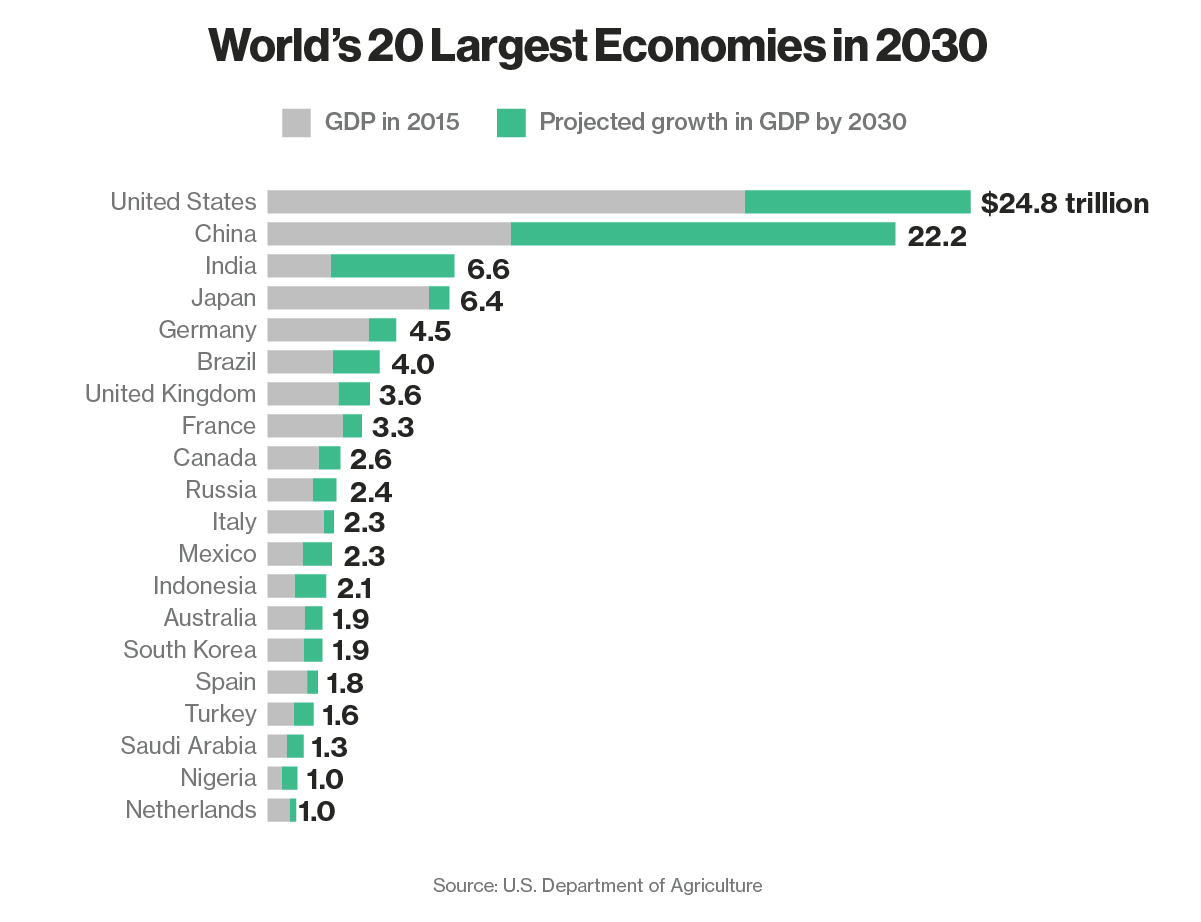 World's 20 Largest Economies in 2030
GDP in 2015 Projected growth in GDP by 2030
United States $24.8 trillion
China 22.2
India 6.6
Japan 6.4
Germany 4.5
Brazil 4.0
United Kingdom 3.6
France 3.3
Canada 2.6
Russia 2.4
Italy 2.3
Mexico 2.3
Indonesia 2.1
Australia 1.9
South Korea 1.9
Spain 1.8
Turkey 1.6
Saudi Arabia 1.3
Nigeria 1.0
Netherlands 1.0
Source: U.S. Department of Agriculture